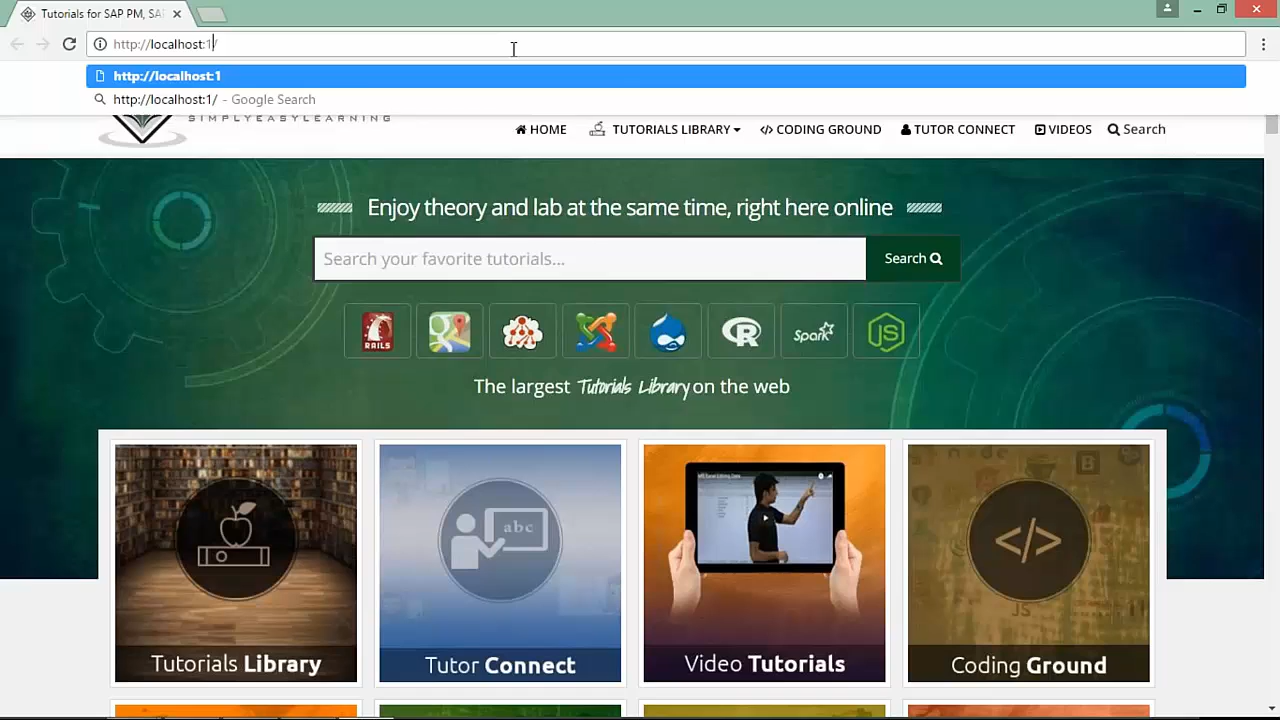 Tutorials for SAP PM, SA
http://localhost:1/
http://localhost:1
http://localhost:1/ - Google Search
SIMPLYEASYLEARNING
HOME TUTORIALS LIBRARY </> CODING GROUND TUTOR CONNECT VIDEOS Search
Enjoy theory and lab at the same time, right here online
Search your favorite tutorials... Search
RAILS Spark JS
The largest Tutorials Library on the web
abc
</>
JS
Tutorials Library Tutor Connect Video Tutorials Coding Ground